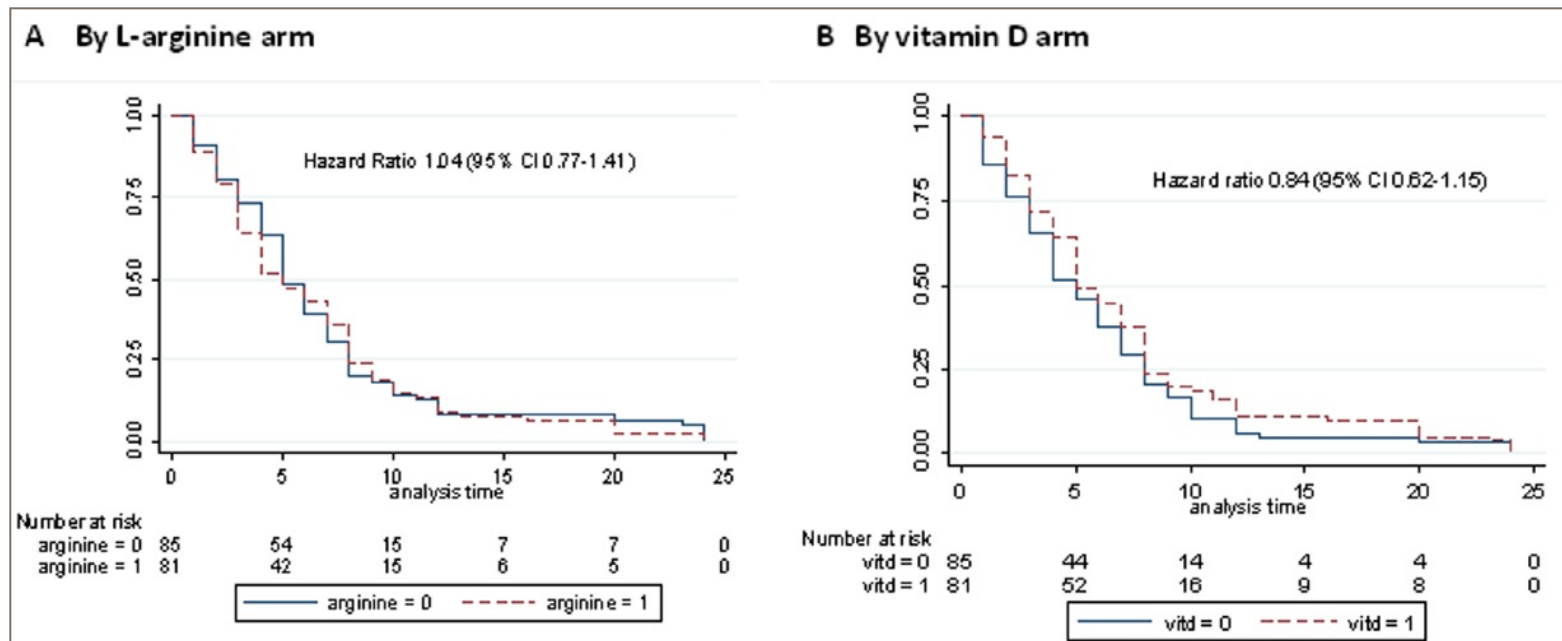 A By L-arginine arm
1.00
0.75
0.50
0.25
0.00
Hazard Ratio 1.04 (95% CI 0.77-1.41)
0 5 10 15 20 25
analysis time
Number at risk
arginine = 0 85 54 15 7 7 0
arginine = 1 81 42 15 6 5 0
arginine = 0 arginine = 1
B By vitamin D arm
1.00
0.75
0.50
0.25
0.00
Hazard ratio 0.84 (95% CI 0.62-1.15)
0 5 10 15 20 25
analysis time
Number at risk
vitd = 0 85 44 14 4 4 0
vitd = 1 81 52 16 9 8 0
vitd = 0 vitd = 1